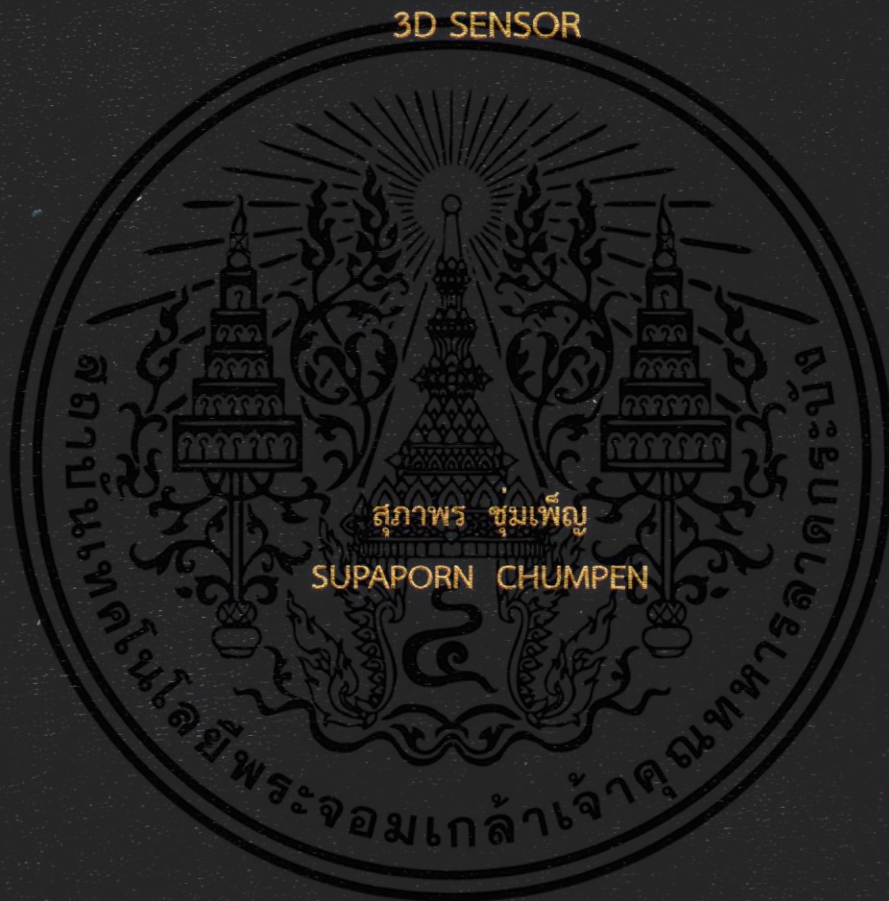 3D SENSOR
สุภาพร ชุ่มเพ็ญ
SUPAPORN CHUMPEN
๔
สถาบันเทคโนโลยีพระจอมเกล้าเจ้าคุณทหารลาดกระบัง